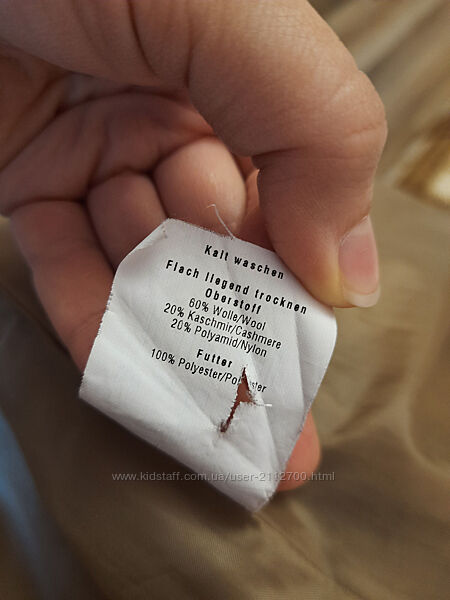 Kalt waschen
Flach liegend trocknen
Oberstoff
60% Wolle/Wool
20% Kaschmir/Cashmere
20% Polyamid/Nylon
Futter
100% Polyester/Polyester
www.kidstaff.com.ua/user-2112700.html